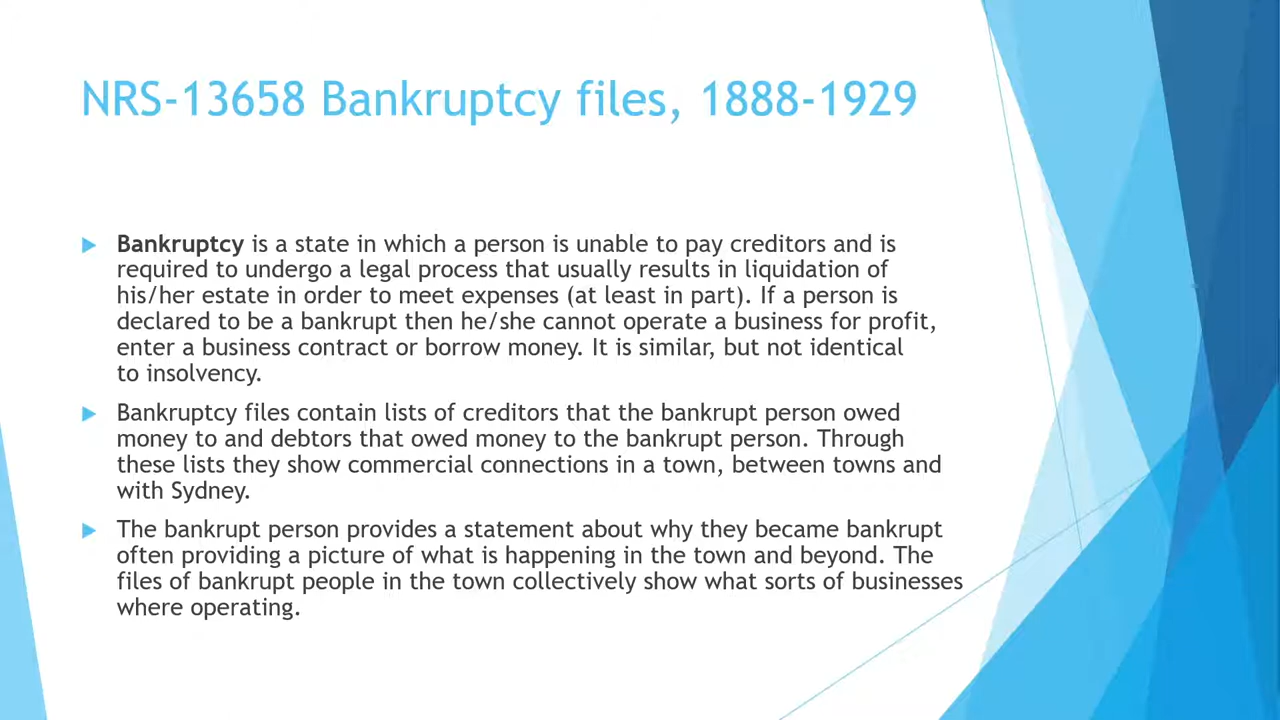 NRS-13658 Bankruptcy files, 1888-1929
Bankruptcy is a state in which a person is unable to pay creditors and is
required to undergo a legal process that usually results in liquidation of
his/her estate in order to meet expenses (at least in part). If a person is
declared to be a bankrupt then he/she cannot operate a business for profit,
enter a business contract or borrow money. It is similar, but not identical
to insolvency.
Bankruptcy files contain lists of creditors that the bankrupt person owed
money to and debtors that owed money to the bankrupt person. Through
these lists they show commercial connections in a town, between towns and
with Sydney.
The bankrupt person provides a statement about why they became bankrupt
often providing a picture of what is happening in the town and beyond. The
files of bankrupt people in the town collectively show what sorts of businesses
where operating.